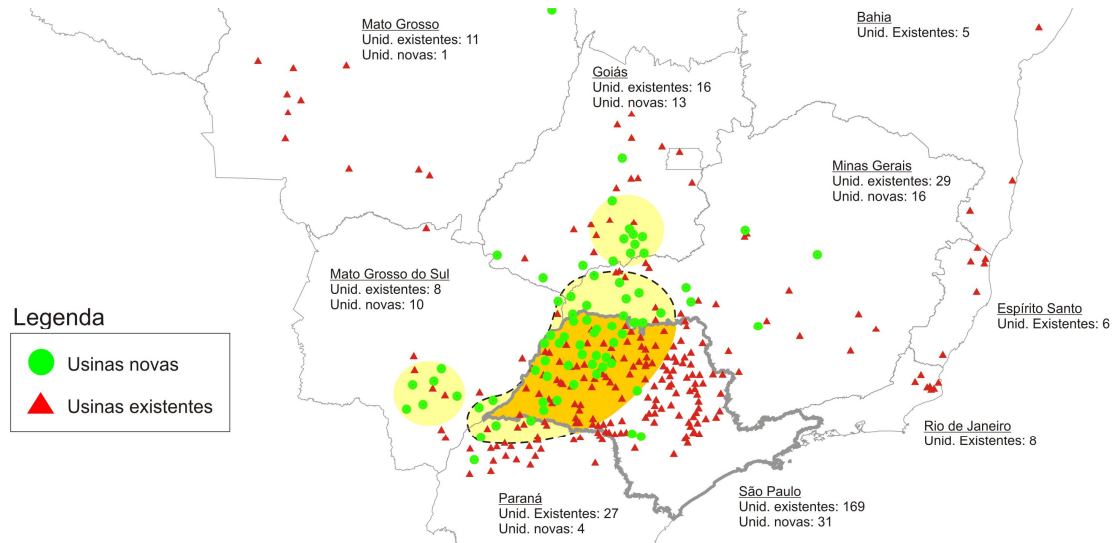 Mato Grosso
Unid. existentes: 11
Unid. novas: 1
Bahia
Unid. Existentes: 5
Goiás
Unid. existentes: 16
Unid. novas: 13
Minas Gerais
Unid. existentes: 29
Unid. novas: 16
Mato Grosso do Sul
Unid. existentes: 8
Unid. novas: 10
Espírito Santo
Unid. Existentes: 6
Legenda
Usinas novas
Usinas existentes
Rio de Janeiro
Unid. Existentes: 8
Paraná
Unid. Existentes: 27
Unid. novas: 4
São Paulo
Unid. existentes: 169
Unid. novas: 31